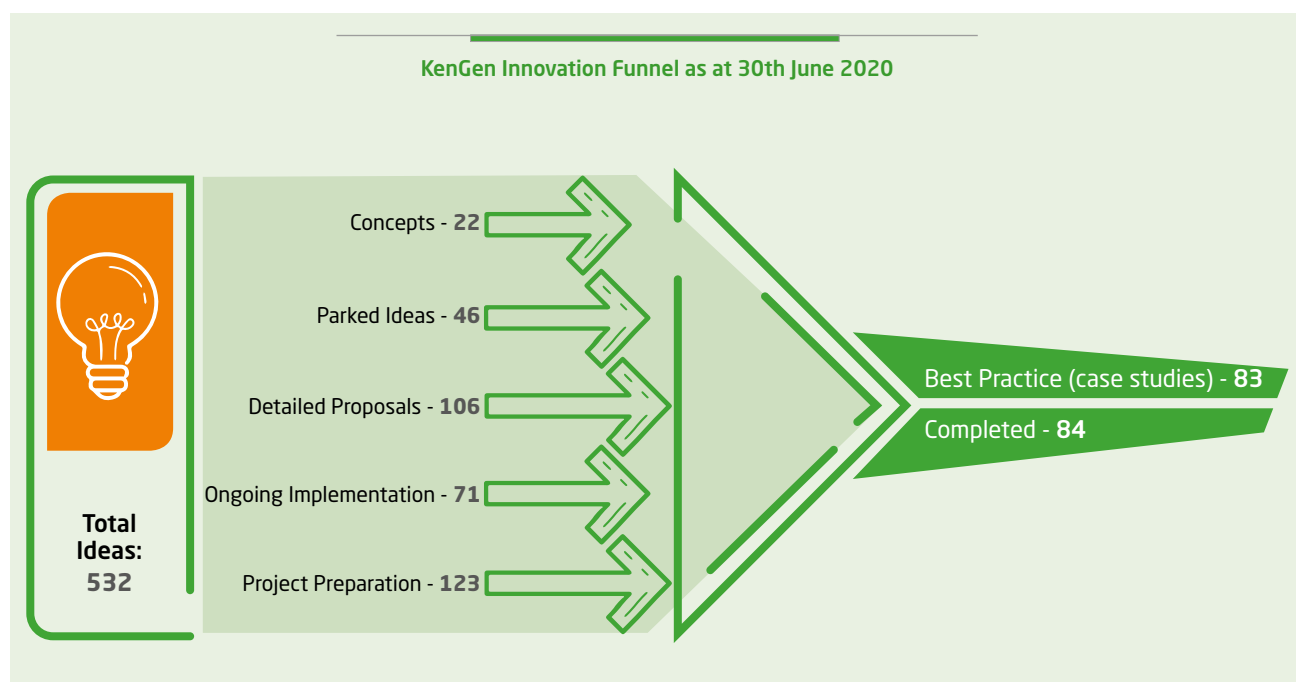 KenGen Innovation Funnel as at 30th June 2020
Concepts - 22
Parked Ideas - 46
Detailed Proposals - 106
Ongoing Implementation - 71
Project Preparation - 123
Total
Ideas:
532
Best Practice (case studies) - 83
Completed - 84